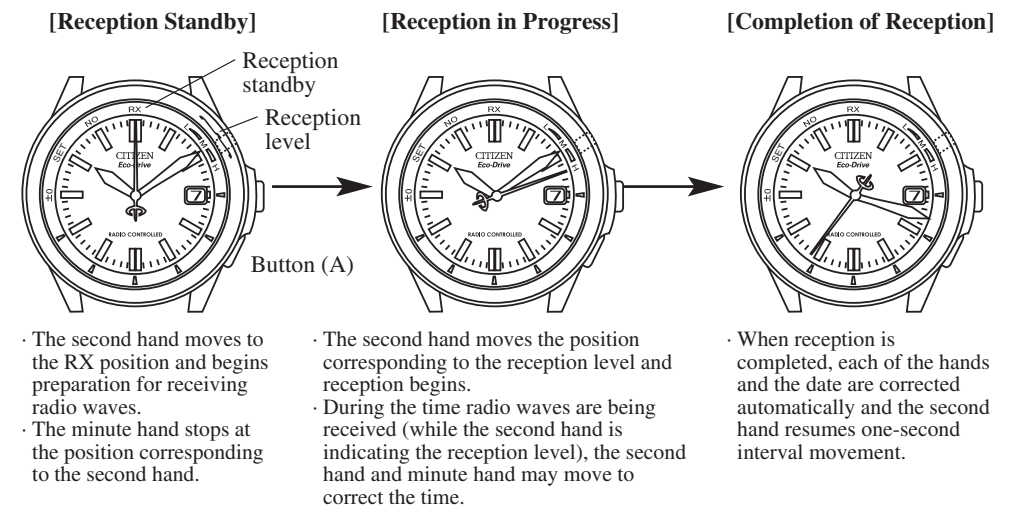 [Reception Standby]
[Reception in Progress]
[Completion of Reception]
Reception
standby
Reception
level
RX
NO
SET
±0
L
M
H
CITIZEN
Eco-Drive
7
RADIO CONTROLLED
Button (A)
RX
NO
SET
±0
L
M
H
CITIZEN
Eco-Drive
7
RADIO CONTROLLED
RX
NO
SET
±0
L
M
H
CITIZEN
Eco-Drive
7
RADIO CONTROLLED
· The second hand moves to
the RX position and begins
preparation for receiving
radio waves.
· The minute hand stops at
the position corresponding
to the second hand.
· The second hand moves the position
corresponding to the reception level and
reception begins.
· During the time radio waves are being
received (while the second hand is
indicating the reception level), the second
hand and minute hand may move to
correct the time.
· When reception is
completed, each of the hands
and the date are corrected
automatically and the second
hand resumes one-second
interval movement.